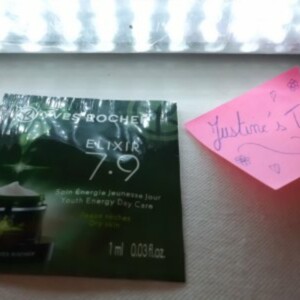 YVES ROCHER
ELIXIR
7.9
Soin Énergie Jeunesse Jour
Youth Energy Day Care
1 ml 0.03 fl.oz
Justine's